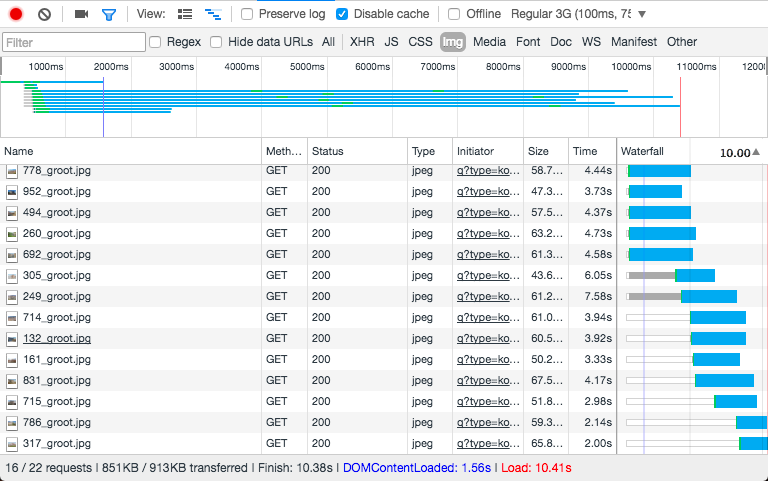 View: Preserve log Disable cache Offline Regular 3G (100ms, 75
Filter Regex Hide data URLs All XHR JS CSS Img Media Font Doc WS Manifest Other
1000ms 2000ms 3000ms 4000ms 5000ms 6000ms 7000ms 8000ms 9000ms 10000ms 11000ms 12000
Name Meth… Status Type Initiator Size Time Waterfall 10.00
778_groot.jpg GET 200 jpeg q?type=ko… 58.7… 4.44s
952_groot.jpg GET 200 jpeg q?type=ko… 47.3… 3.73s
494_groot.jpg GET 200 jpeg q?type=ko… 57.5… 4.37s
260_groot.jpg GET 200 jpeg q?type=ko… 63.2… 4.73s
692_groot.jpg GET 200 jpeg q?type=ko… 61.3… 4.58s
305_groot.jpg GET 200 jpeg q?type=ko… 43.6… 6.05s
249_groot.jpg GET 200 jpeg q?type=ko… 61.2… 7.58s
714_groot.jpg GET 200 jpeg q?type=ko… 61.0… 3.94s
132_groot.jpg GET 200 jpeg q?type=ko… 60.5… 3.92s
161_groot.jpg GET 200 jpeg q?type=ko… 50.2… 3.33s
831_groot.jpg GET 200 jpeg q?type=ko… 67.5… 4.17s
715_groot.jpg GET 200 jpeg q?type=ko… 51.8… 2.98s
786_groot.jpg GET 200 jpeg q?type=ko… 59.3… 2.14s
317_groot.jpg GET 200 jpeg q?type=ko… 65.8… 2.00s
16 / 22 requests | 851KB / 913KB transferred | Finish: 10.38s | DOMContentLoaded: 1.56s | Load: 10.41s